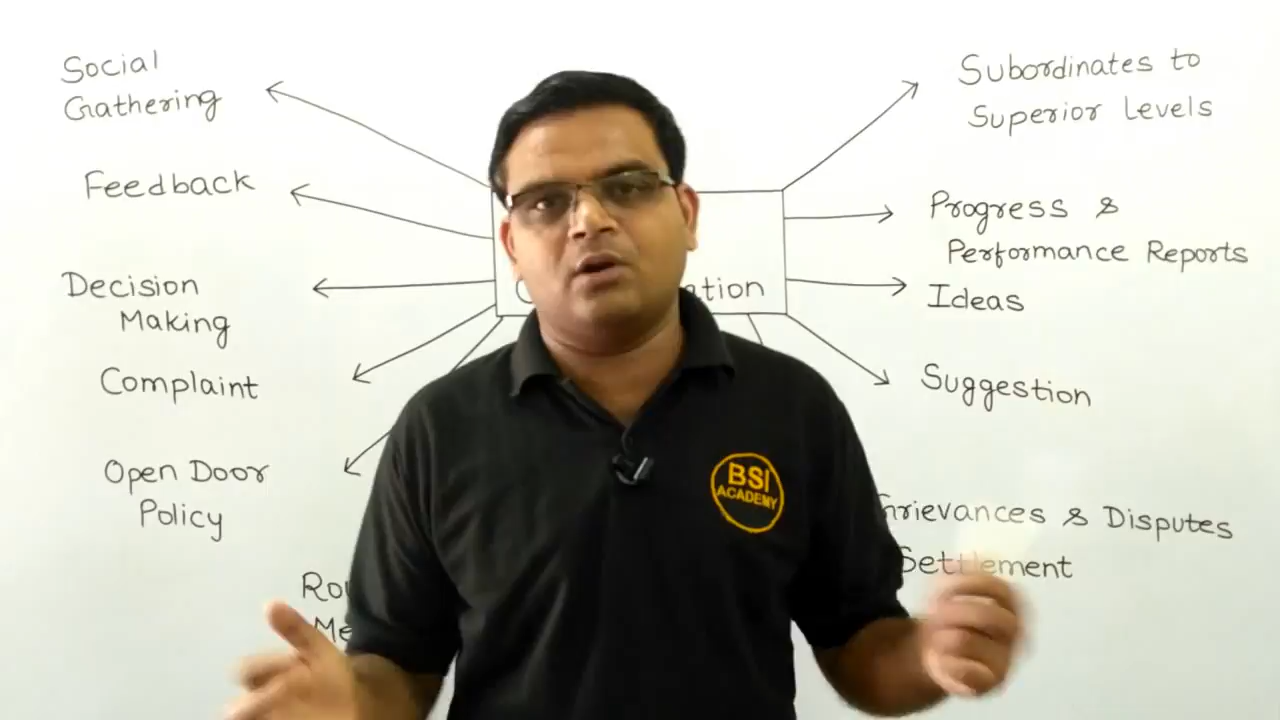 Social
Gathering
Feedback
Decision
Making
Complaint
Open Door
Policy
Subordinates to
Superior levels
Progress &
Performance Reports
Ideas
Suggestion
Grievances & Disputes
Settlement
BSI
ACADEMY